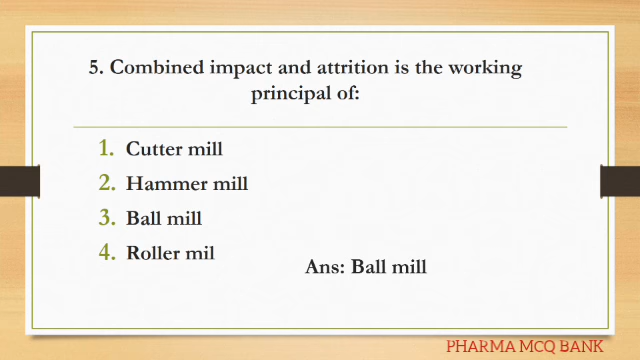 5. Combined impact and attrition is the working
principal of:
1. Cutter mill
2. Hammer mill
3. Ball mill
4. Roller mil
Ans: Ball mill
PHARMA MCQ BANK